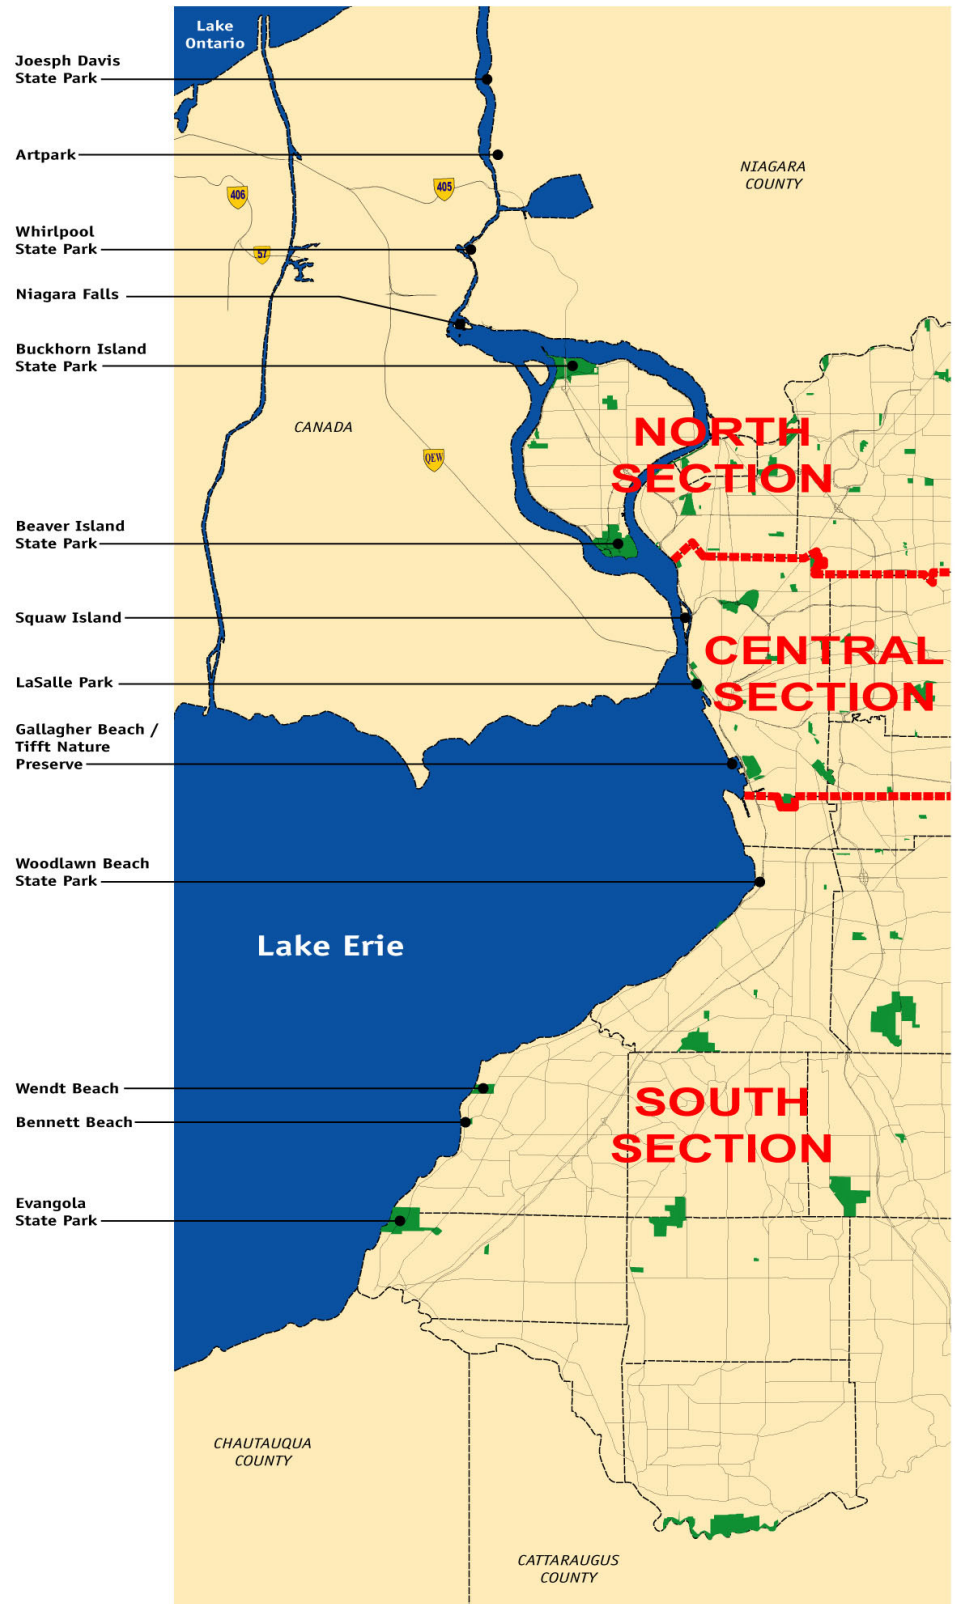 Lake
Ontario
Joesph Davis
State Park
Artpark
NIAGARA
COUNTY
405
406
Whirlpool
State Park
57
Niagara Falls
Buckhorn Island
State Park
CANADA
NORTH
SECTION
QEW
Beaver Island
State Park
Squaw Island
CENTRAL
SECTION
LaSalle Park
Gallagher Beach /
Tifft Nature
Preserve
Woodlawn Beach
State Park
Lake Erie
Wendt Beach
Bennett Beach
SOUTH
SECTION
Evangola
State Park
CHAUTAUQUA
COUNTY
CATTARAUGUS
COUNTY